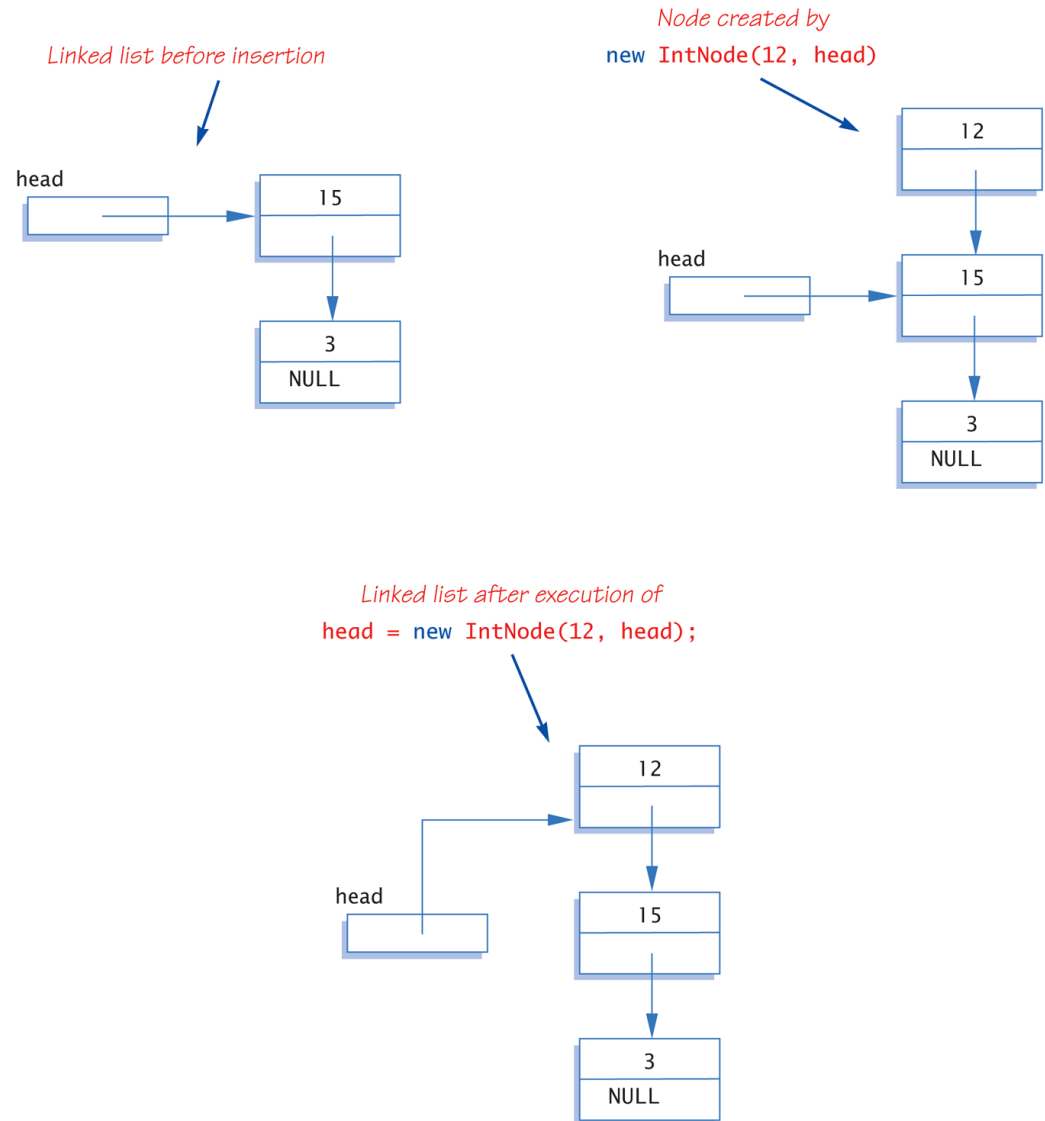 Linked list before insertion
head
15
3
NULL
Node created by
new IntNode(12, head)
12
head
15
3
NULL
Linked list after execution of
head = new IntNode(12, head);
12
head
15
3
NULL